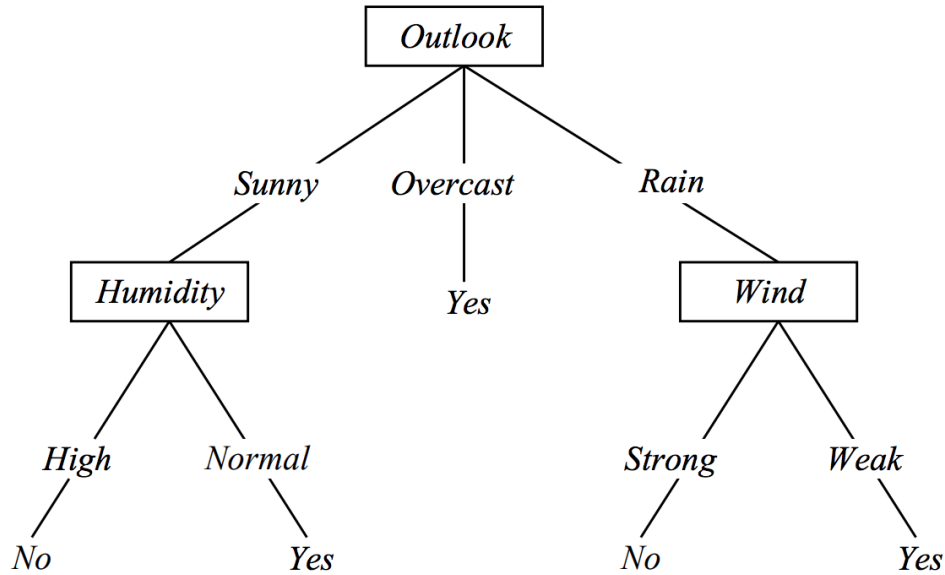 Outlook
Sunny Overcast Rain
Humidity Yes Wind
High Normal Strong Weak
No Yes No Yes